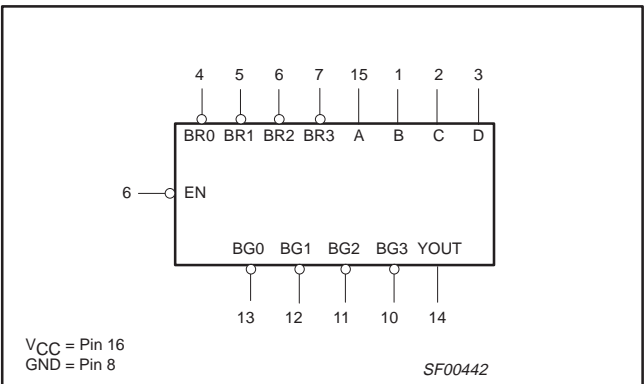 4 5 6 7 15 1 2 3
BR0 BR1 BR2 BR3 A B C D
6 EN
BG0 BG1 BG2 BG3 YOUT
13 12 11 10 14
VCC = Pin 16
GND = Pin 8
SF00442